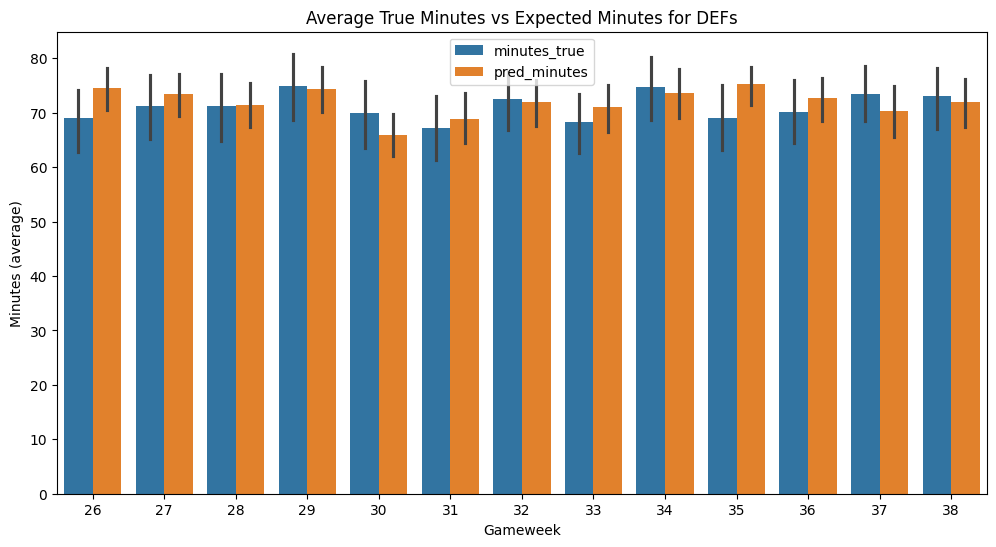 Average True Minutes vs Expected Minutes for DEFs
minutes_true
pred_minutes
Minutes (average)
80
70
60
50
40
30
20
10
0
26 27 28 29 30 31 32 33 34 35 36 37 38
Gameweek